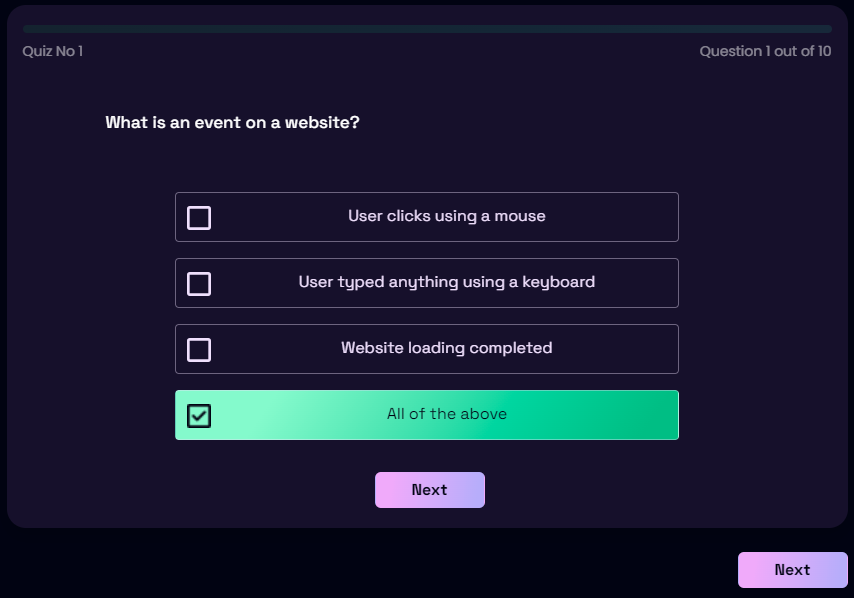 Quiz No 1
Question 1 out of 10
What is an event on a website?
User clicks using a mouse
User typed anything using a keyboard
Website loading completed
All of the above
Next
Next